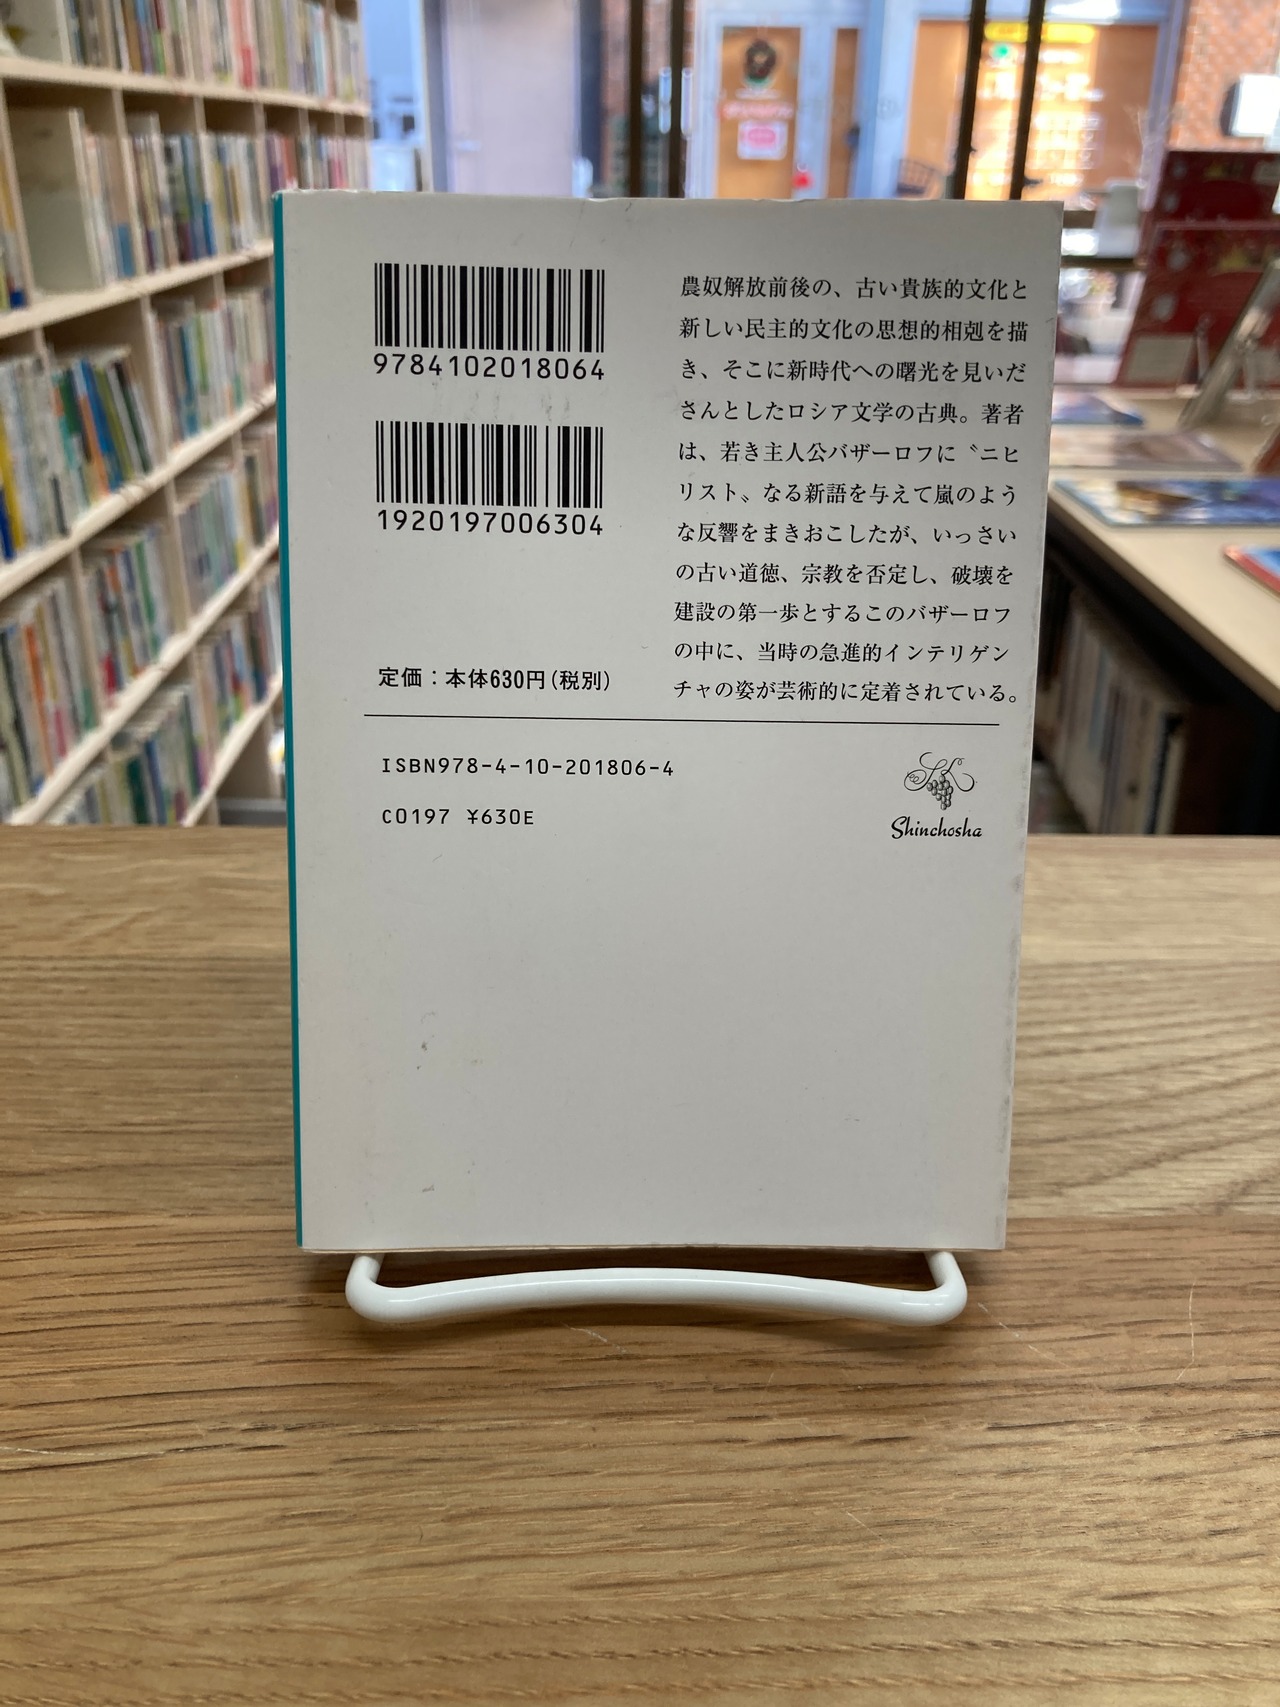 9784102018064
1920197006304
定価：本体630円（税別）
農奴解放前後の、古い貴族的文化と
新しい民主的文化の思想的相剋を描
き、そこに新時代への曙光を見いだ
さんとしたロシア文学の古典。著者
は、若き主人公バザーロフに〝ニヒ
リスト〟なる新語を与えて嵐のよう
な反響をまきおこしたが、いっさい
の古い道徳、宗教を否定し、破壊を
建設の第一歩とするこのバザーロフ
の中に、当時の急進的インテリゲン
チャの姿が芸術的に定着されている。
ISBN978-4-10-201806-4
C0197 ¥630E
Shinchosha